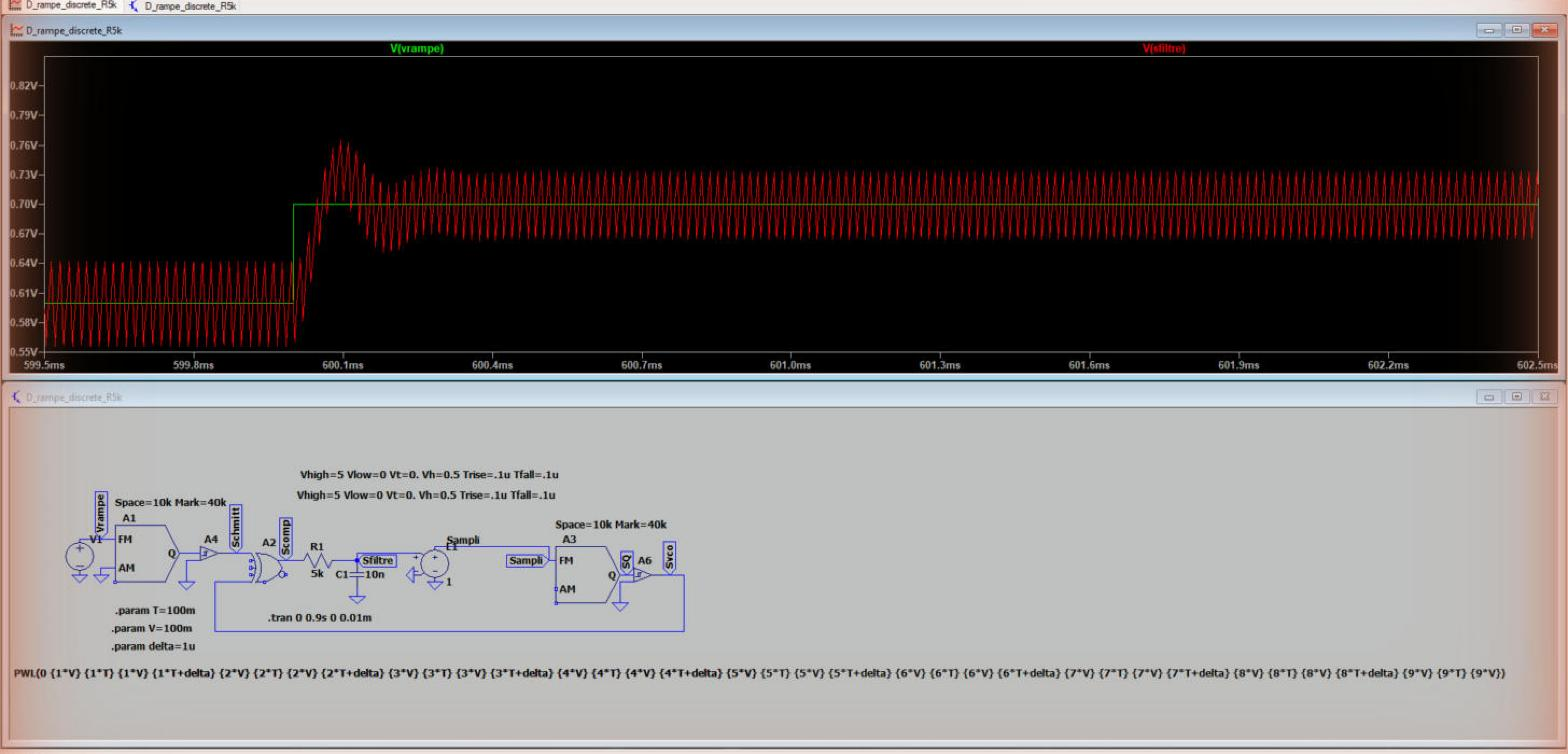 D_rampe_discrete_R5k D_rampe_discrete_R5k
D_rampe_discrete_R5k
V(vrampe) V(sfiltre)
0.82V
0.79V
0.76V
0.73V
0.70V
0.67V
0.64V
0.61V
0.58V
0.55V
599.5ms 599.8ms 600.1ms 600.4ms 600.7ms 601.0ms 601.3ms 601.6ms 601.9ms 602.2ms 602.5ms
D_rampe_discrete_R5k
Vhigh=5 Vlow=0 Vt=0. Vh=0.5 Trise=.1u Tfall=.1u
Vhigh=5 Vlow=0 Vt=0. Vh=0.5 Trise=.1u Tfall=.1u
Vrampe
Space=10k Mark=40k
A1
Schmitt
Scomp
V1
FM
AM
Q
A4
A2
R1
5k
Sfiltre
C1
10n
Sampli
E1
1
Sampli
Space=10k Mark=40k
A3
FM
AM
Q
SQ
A6
Svco
.param T=100m
.tran 0 0.9s 0 0.01m
.param V=100m
.param delta=1u
PWL(0 {1*V} {1*T} {1*V} {1*T+delta} {2*V} {2*T} {2*V} {2*T+delta} {3*V} {3*T} {3*V} {3*T+delta} {4*V} {4*T} {4*V} {4*T+delta} {5*V} {5*T} {5*V} {5*T+delta} {6*V} {6*T} {6*V} {6*T+delta} {7*V} {7*T} {7*V} {7*T+delta} {8*V} {8*T} {8*V} {8*T+delta} {9*V} {9*T} {9*V})